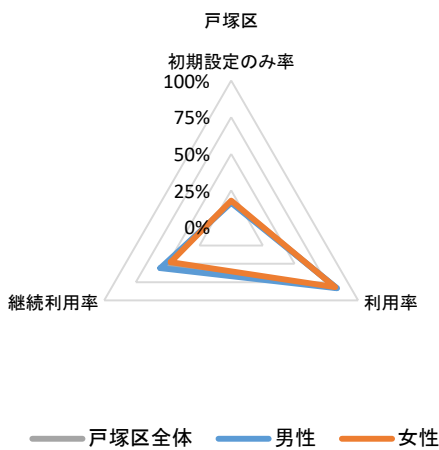 戸塚区
初期設定のみ率
100%
75%
50%
25%
0%
継続利用率
利用率
戸塚区全体 男性 女性